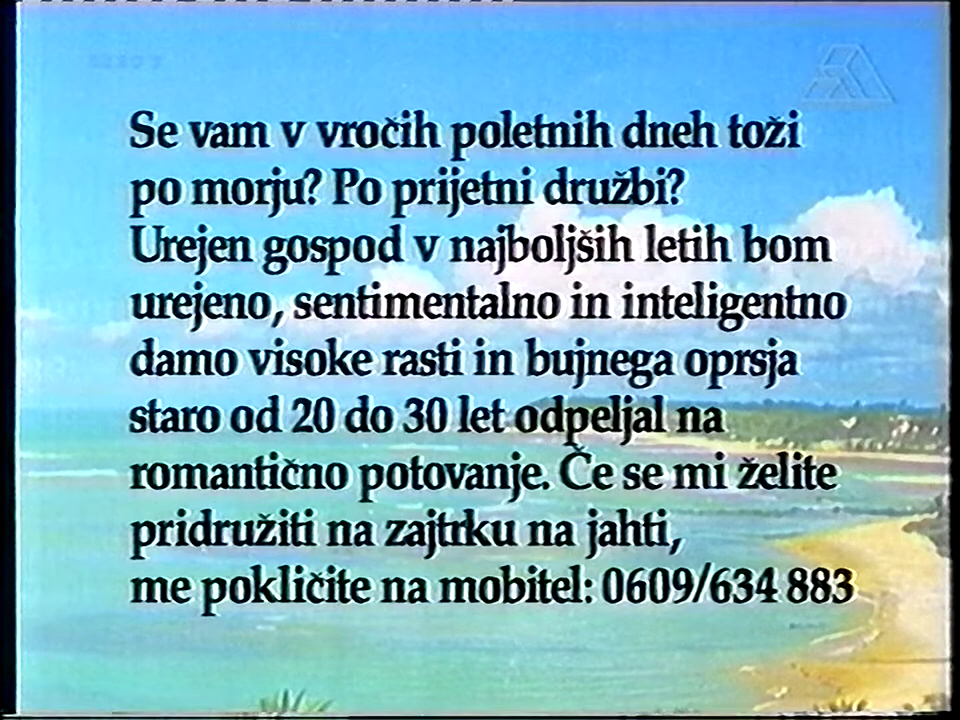 Se vam v vročih poletnih dneh toži
po morju? Po prijetni družbi?
Urejen gospod v najboljših letih bom
urejeno, sentimentalno in inteligentno
damo visoke rasti in bujnega oprsja
staro od 20 do 30 let odpeljal na
romantično potovanje. Če se mi želite
pridružiti na zajtrku na jahti,
me pokličite na mobitel: 0609/634 883